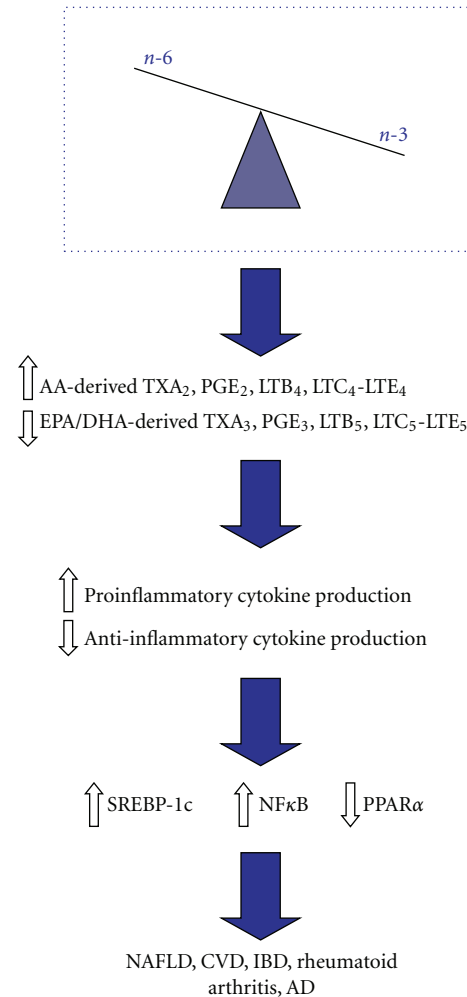 n-6
n-3
AA-derived TXA₂, PGE₂, LTB₄, LTC₄-LTE₄
EPA/DHA-derived TXA₃, PGE₃, LTB₅, LTC₅-LTE₅
Proinflammatory cytokine production
Anti-inflammatory cytokine production
SREBP-1c NFκB PPARα
NAFLD, CVD, IBD, rheumatoid
arthritis, AD